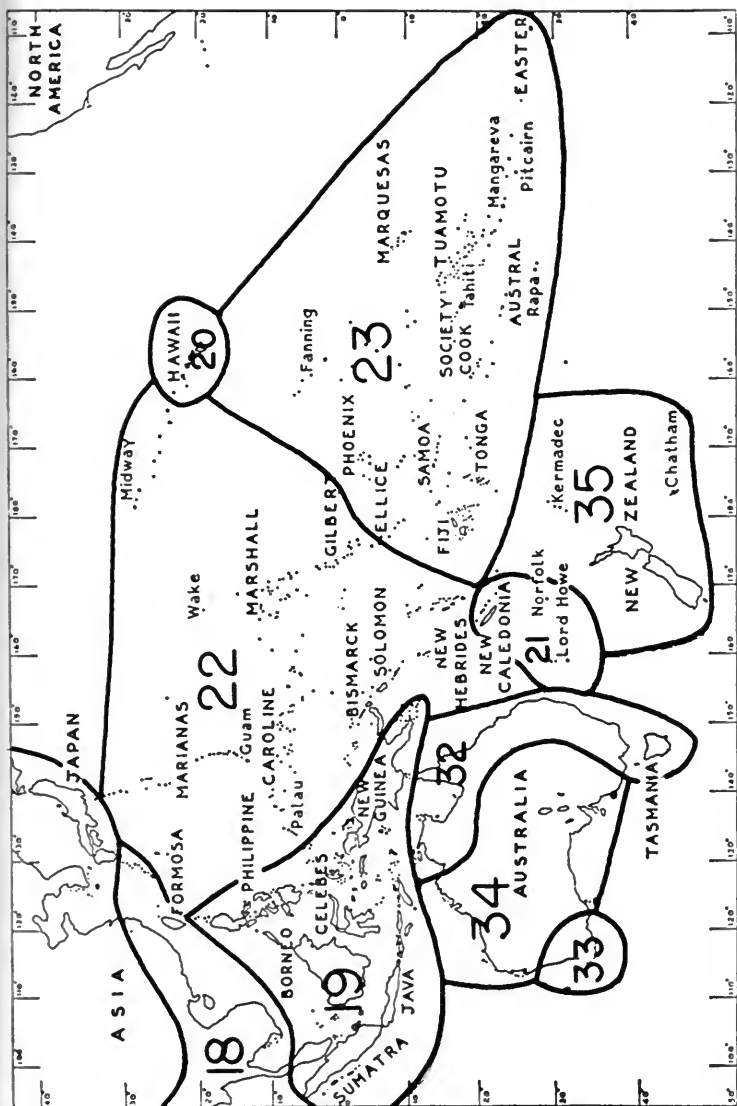 NORTH
AMERICA
ASIA
JAPAN
Midway
HAWAII
20
FORMOSA
MARIANAS
22
Wake
18
PHILIPPINE
Guam
MARSHALL
CAROLINE
Palau
Fanning
BORNEO
CELEBES
GILBERT
PHOENIX
19
NEW
GUINEA
BISMARCK
SOLOMON
ELLICE
23
MARQUESAS
SUMATRA
JAVA
SAMOA
SOCIETY
TUAMOTU
COOK
Tahiti
32
NEW
HEBRIDES
FIJI
TONGA
34
AUSTRALIA
NEW
CALEDONIA
AUSTRAL
Rapa
Mangareva
Pitcairn
EASTER
21
Norfolk
Lord Howe
33
Kermadec
35
NEW
ZEALAND
TASMANIA
Chatham